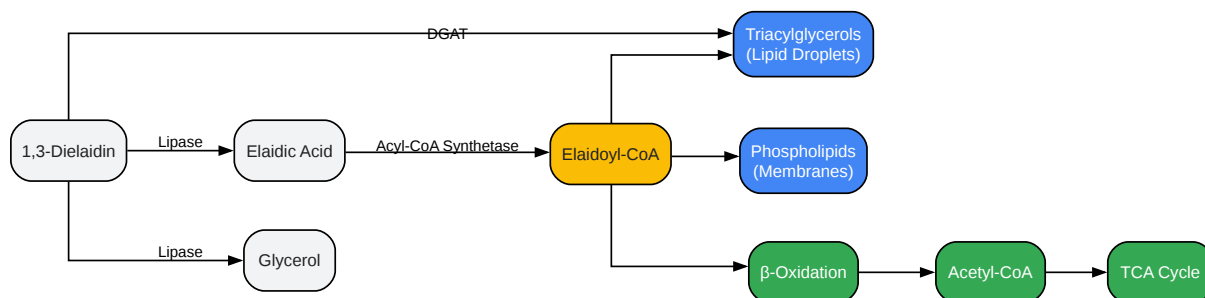 DGAT
Triacylglycerols
(Lipid Droplets)
1,3-Dielaidin
Lipase
Elaidic Acid
Acyl-CoA Synthetase
Elaidoyl-CoA
Phospholipids
(Membranes)
Lipase
Glycerol
β-Oxidation
Acetyl-CoA
TCA Cycle